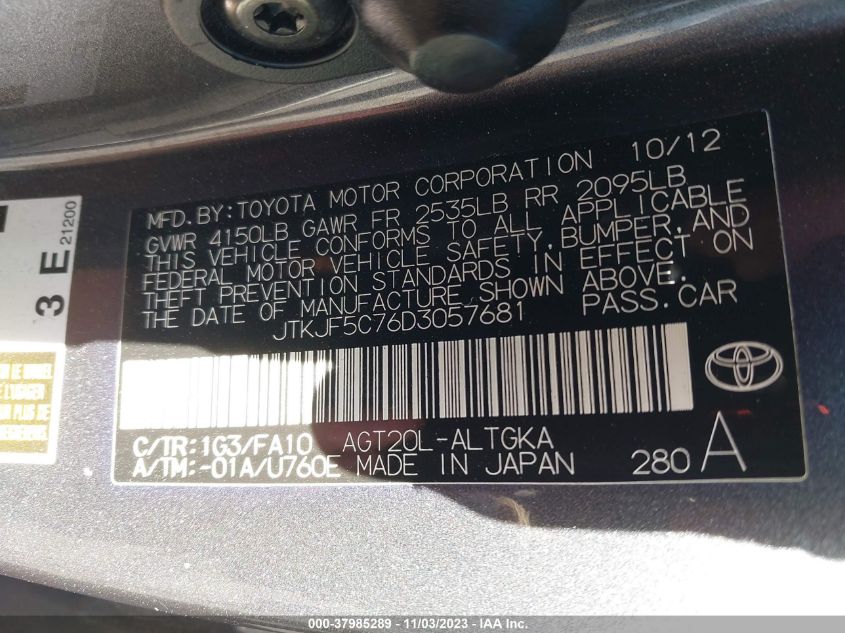 MFD. BY: TOYOTA MOTOR CORPORATION 10/12
GVWR 4150LB GAWR FR 2535LB RR 2095LB
THIS VEHICLE CONFORMS TO ALL APPLICABLE
FEDERAL MOTOR VEHICLE SAFETY, BUMPER, AND
THEFT PREVENTION STANDARDS IN EFFECT ON
THE DATE OF MANUFACTURE SHOWN ABOVE.
JTKJF5C76D3057681 PASS. CAR
C/TR: 1G3/FA10 AGT20L-ALTGKA
A/TM: -01A/U760E MADE IN JAPAN 280 A
3 E 21200
000-37985289 - 11/03/2023 - IAA Inc.